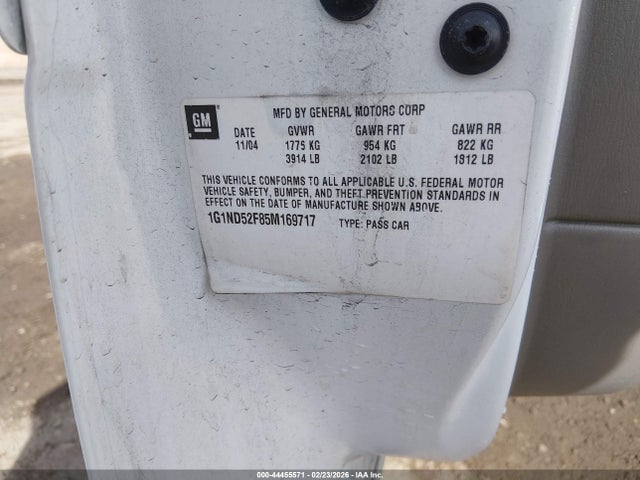 GM
MFD BY GENERAL MOTORS CORP
DATE GVWR GAWR FRT GAWR RR
11/04 1775 KG 954 KG 822 KG
3914 LB 2102 LB 1812 LB
THIS VEHICLE CONFORMS TO ALL APPLICABLE U.S. FEDERAL MOTOR
VEHICLE SAFETY, BUMPER, AND THEFT PREVENTION STANDARDS IN
EFFECT ON THE DATE OF MANUFACTURE SHOWN ABOVE.
1G1ND52F85M169717 TYPE: PASS CAR
000-44455571 - 02/23/2026 - IAA Inc.